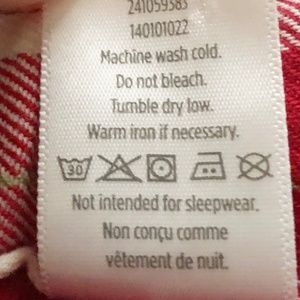 241059383
140101022
Machine wash cold.
Do not bleach.
Tumble dry low.
Warm iron if necessary.
30
Not intended for sleepwear.
Non conçu comme
vêtement de nuit.